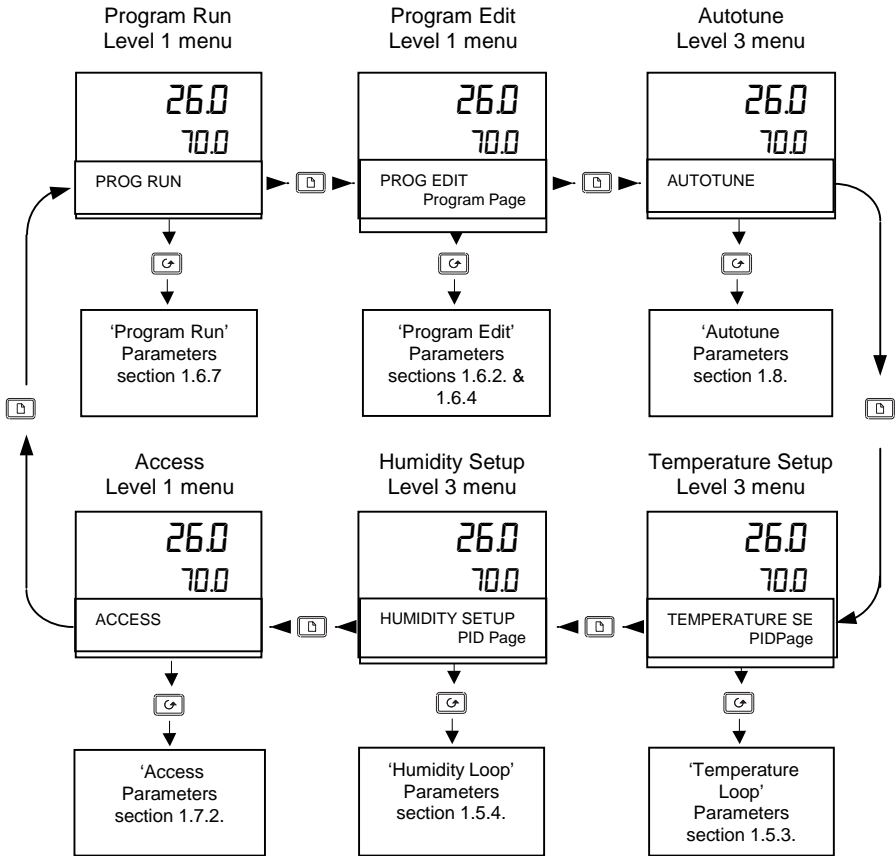 Program Run
Level 1 menu
Program Edit
Level 1 menu
Autotune
Level 3 menu
26.0
70.0
PROG RUN
26.0
70.0
PROG EDIT
Program Page
26.0
70.0
AUTOTUNE
'Program Run'
Parameters
section 1.6.7
'Program Edit'
Parameters
sections 1.6.2. &
1.6.4
'Autotune
Parameters
section 1.8.
Access
Level 1 menu
Humidity Setup
Level 3 menu
Temperature Setup
Level 3 menu
26.0
70.0
ACCESS
26.0
70.0
HUMIDITY SETUP
PID Page
26.0
70.0
TEMPERATURE SE
PIDPage
'Access
Parameters
section 1.7.2.
'Humidity Loop'
Parameters
section 1.5.4.
'Temperature
Loop'
Parameters
section 1.5.3.